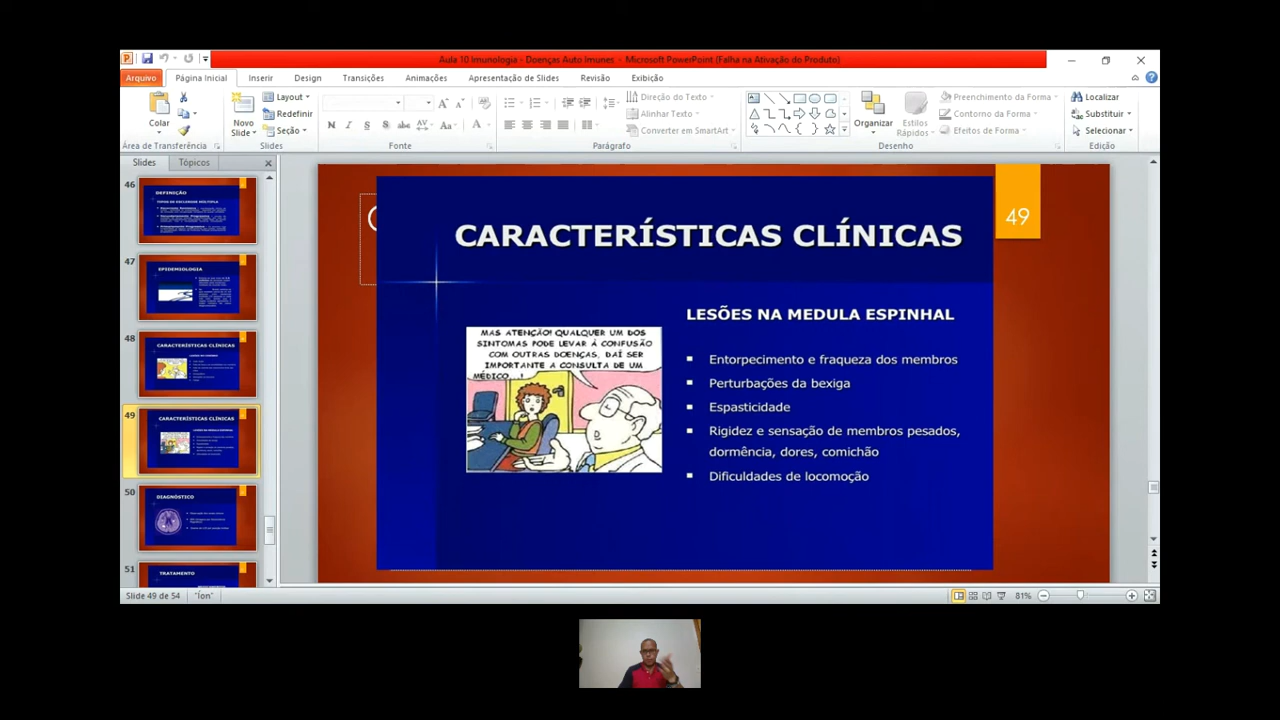 Aula 10 Imunologia - Doenças Auto Imunes - Microsoft PowerPoint (Falha na Ativação do Produto)
Arquivo Página Inicial Inserir Design Transições Animações Apresentação de Slides Revisão Exibição
Colar
Área de Transferência
Novo Slide
Layout
Redefinir
Seção
Slides
Fonte
Direção do Texto
Alinhar Texto
Converter em SmartArt
Parágrafo
Organizar
Estilos Rápidos
Preenchimento da Forma
Contorno da Forma
Efeitos de Forma
Desenho
Localizar
Substituir
Selecionar
Edição
Slides Tópicos
46
DEFINIÇÃO
47
EPIDEMIOLOGIA
48
CARACTERÍSTICAS CLÍNICAS
49
CARACTERÍSTICAS CLÍNICAS
LESÕES NA MEDULA ESPINHAL
50
DIAGNÓSTICO
51
TRATAMENTO
49
CARACTERÍSTICAS CLÍNICAS
MAS ATENÇÃO! QUALQUER UM DOS
SINTOMAS PODE LEVAR À CONFUSÃO
COM OUTRAS DOENÇAS, DAÍ SER
IMPORTANTE A CONSULTA DE UM
MÉDICO...!
LESÕES NA MEDULA ESPINHAL
Entorpecimento e fraqueza dos membros
Perturbações da bexiga
Espasticidade
Rigidez e sensação de membros pesados,
dormência, dores, comichão
Dificuldades de locomoção
Slide 49 de 54 "Íon" 81%